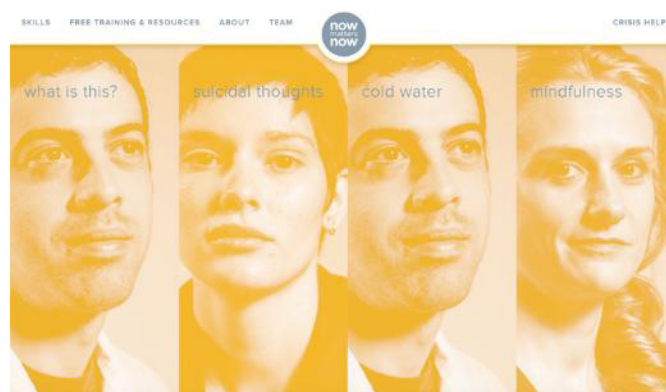 SKILLS FREE TRAINING & RESOURCES ABOUT TEAM
now
matters
now
CRISIS HELP
what is this?
suicidal thoughts
cold water
mindfulness